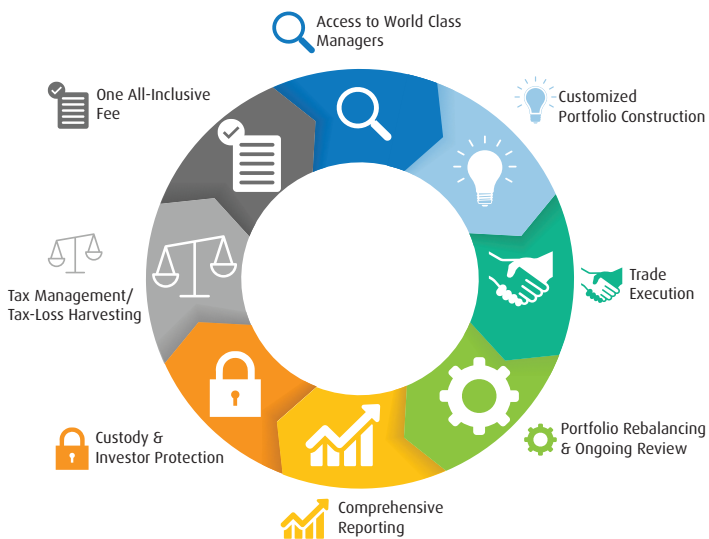 Access to World Class
Managers
Customized
Portfolio Construction
Trade
Execution
Portfolio Rebalancing
& Ongoing Review
Comprehensive
Reporting
Custody &
Investor Protection
Tax Management/
Tax-Loss Harvesting
One All-Inclusive
Fee